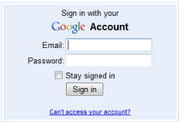 Sign in with your
Google Account
Email:
Password:
Stay signed in
Sign in
Can't access your account?